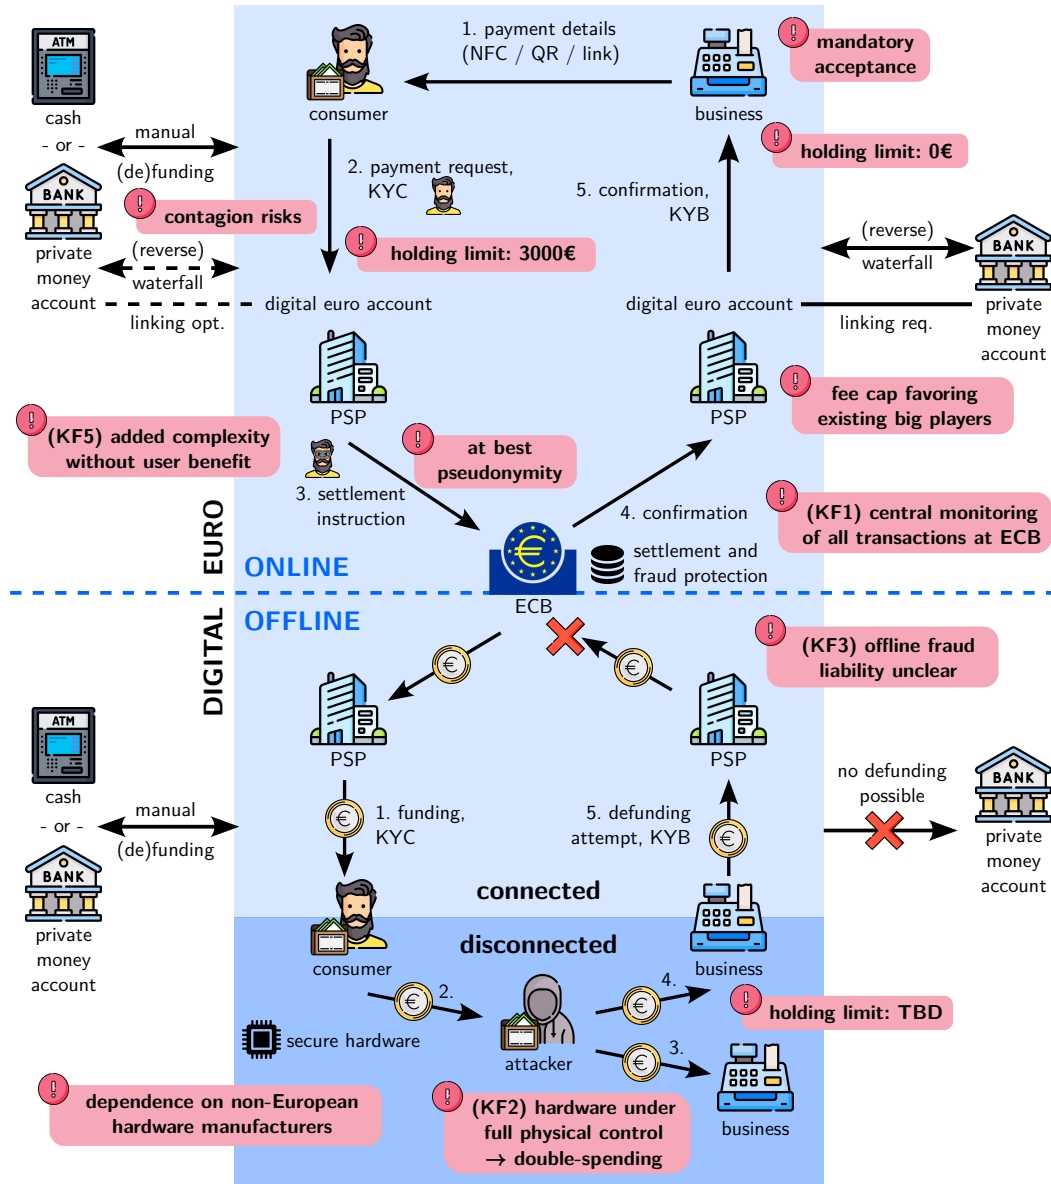 1. payment details
(NFC / QR / link)
ATM
cash
- or -
BANK
private
money
account
manual
(de)funding
contagion risks
(reverse)
waterfall
linking opt.
consumer
business
mandatory
acceptance
holding limit: 0€
2. payment request,
KYC
5. confirmation,
KYB
holding limit: 3000€
(reverse)
waterfall
BANK
private
money
account
linking req.
digital euro account
digital euro account
PSP
PSP
fee cap favoring
existing big players
(KF5) added complexity
without user benefit
at best
pseudonymity
3. settlement
instruction
4. confirmation
(KF1) central monitoring
of all transactions at ECB
settlement and
fraud protection
€
ECB
DIGITAL EURO
ONLINE
OFFLINE
€
€
(KF3) offline fraud
liability unclear
PSP
PSP
ATM
cash
- or -
BANK
private
money
account
manual
(de)funding
€
1. funding,
KYC
5. defunding
attempt, KYB
€
no defunding
possible
BANK
private
money
account
connected
disconnected
consumer
business
€
2.
€
4.
holding limit: TBD
secure hardware
attacker
€
3.
business
dependence on non-European
hardware manufacturers
(KF2) hardware under
full physical control
→ double-spending